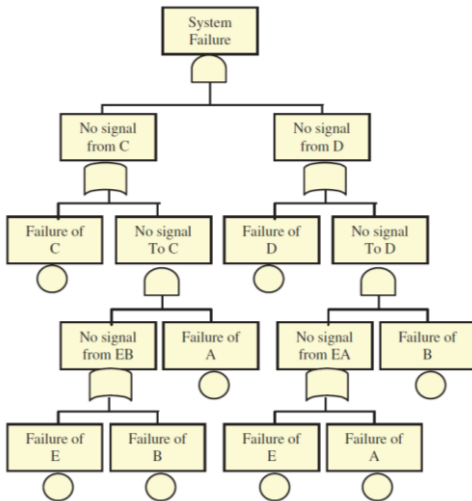 System
Failure
No signal
from C
No signal
from D
Failure of
C
No signal
To C
Failure of
D
No signal
To D
No signal
from EB
Failure of
A
No signal
from EA
Failure of
B
Failure of
E
Failure of
B
Failure of
E
Failure of
A